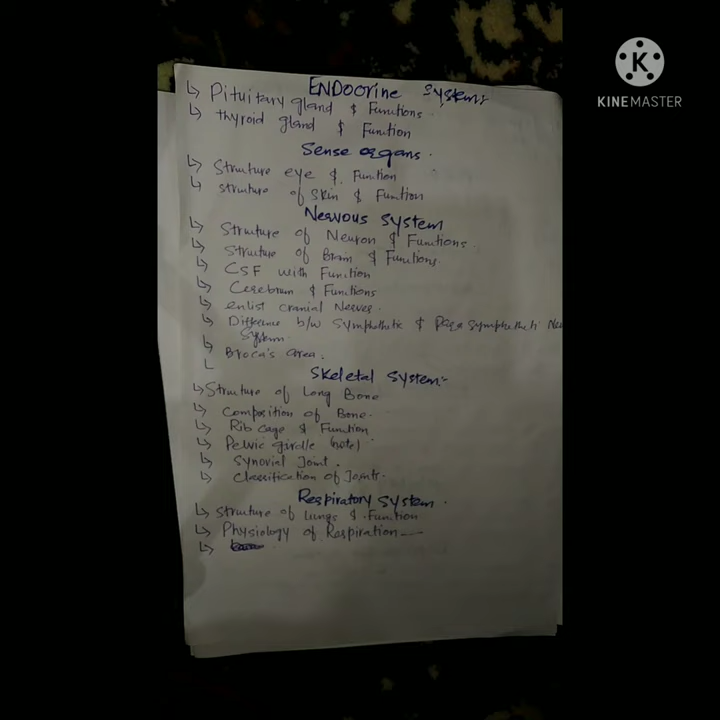 KINEMASTER
ENDOcrine Systems
↳ Pituitary gland & Functions.
↳ thyroid gland & Function
Sense organs.
↳ Structure eye & Function
↳ structure of skin & Function
Nervous system
↳ Structure of Neuron & Functions.
↳ Structure of Brain & Functions.
↳ CSF with Function
↳ Cerebrum & Functions
↳ enlist cranial Nerves.
↳ Difference b/w Symphthetic & Para Symphethetic Ne
System
↳ Broca's area.
Skeletal System:-
↳ Structure of Long Bone
↳ Composition of Bone.
↳ Rib cage & Function
↳ Pelvic girdle (note)
↳ Synovial Joint.
↳ Classification of Joints.
Respiratory System.
↳ Structure of lungs & Function
↳ Physiology of Respiration